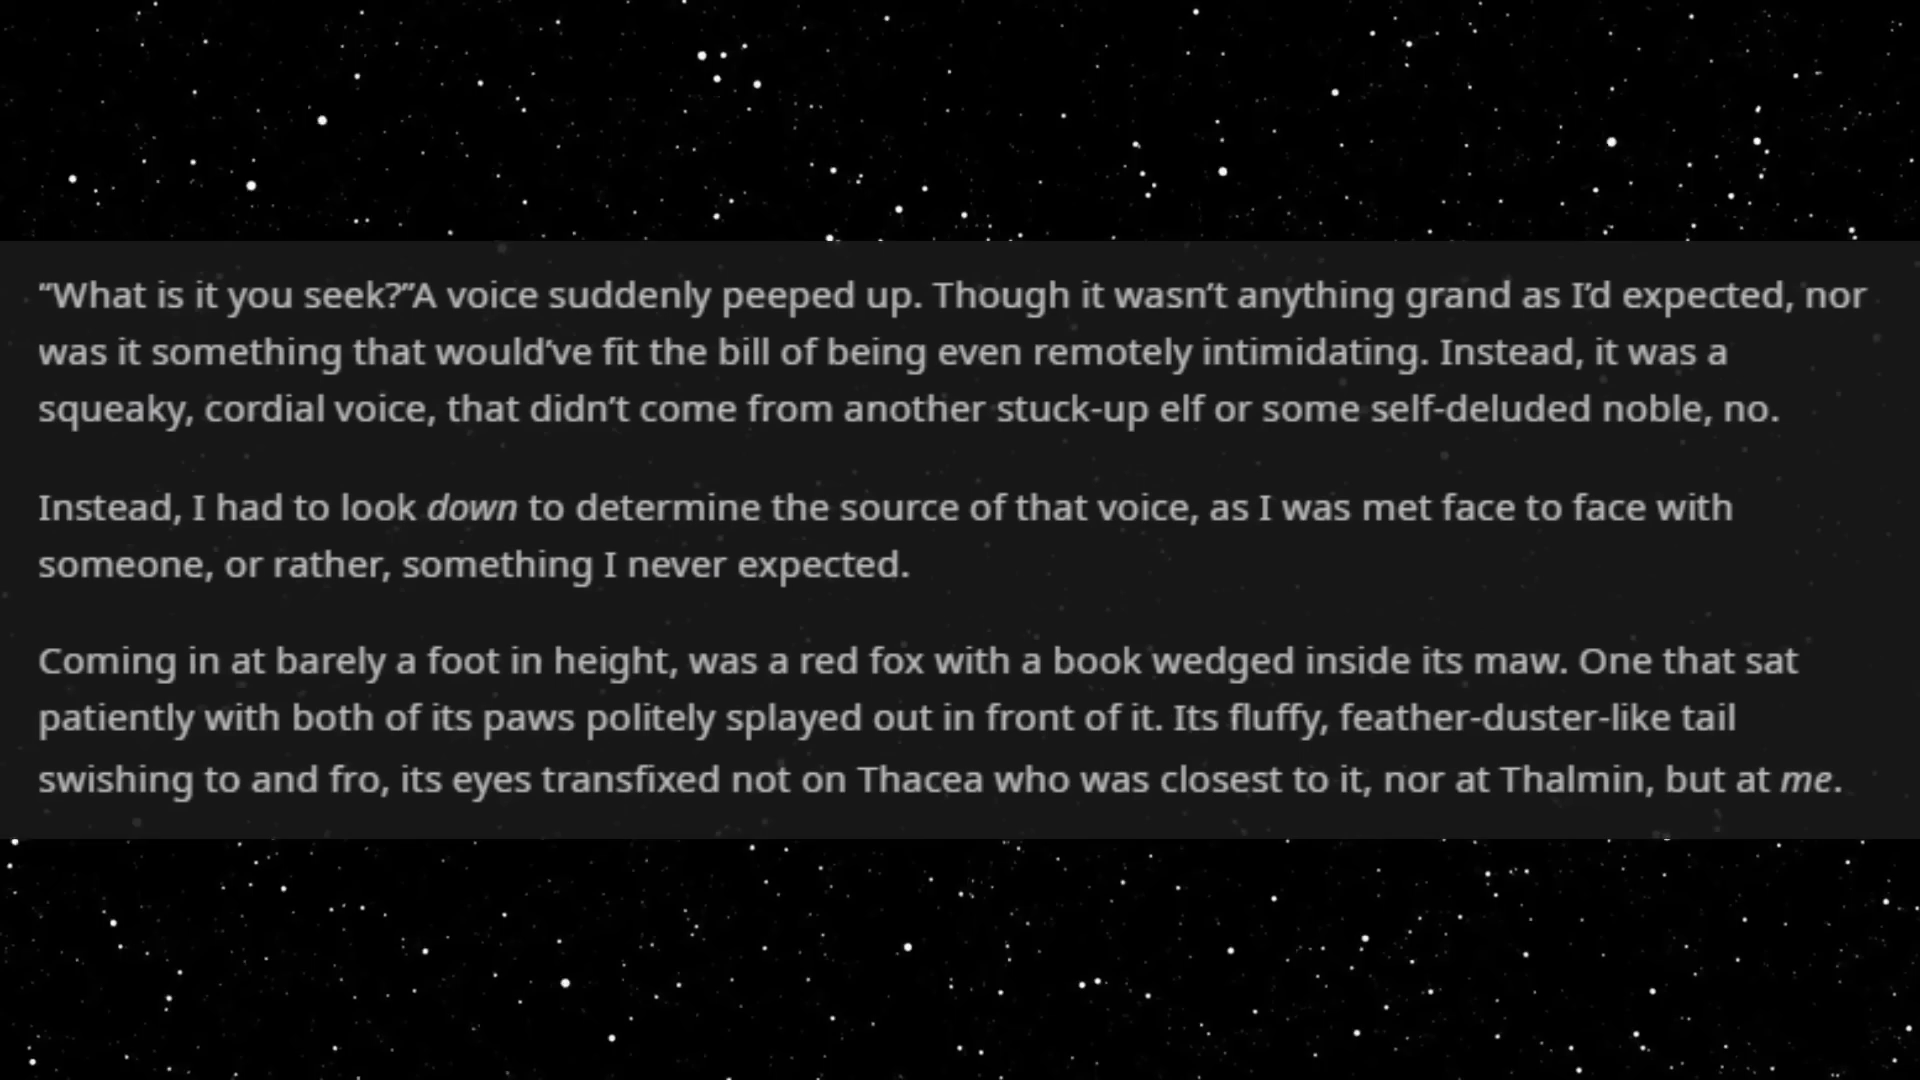 “What is it you seek?”A voice suddenly peeped up. Though it wasn’t anything grand as I’d expected, nor
was it something that would’ve fit the bill of being even remotely intimidating. Instead, it was a
squeaky, cordial voice, that didn’t come from another stuck-up elf or some self-deluded noble, no.
Instead, I had to look down to determine the source of that voice, as I was met face to face with
someone, or rather, something I never expected.
Coming in at barely a foot in height, was a red fox with a book wedged inside its maw. One that sat
patiently with both of its paws politely splayed out in front of it. Its fluffy, feather-duster-like tail
swishing to and fro, its eyes transfixed not on Thacea who was closest to it, nor at Thalmin, but at me.